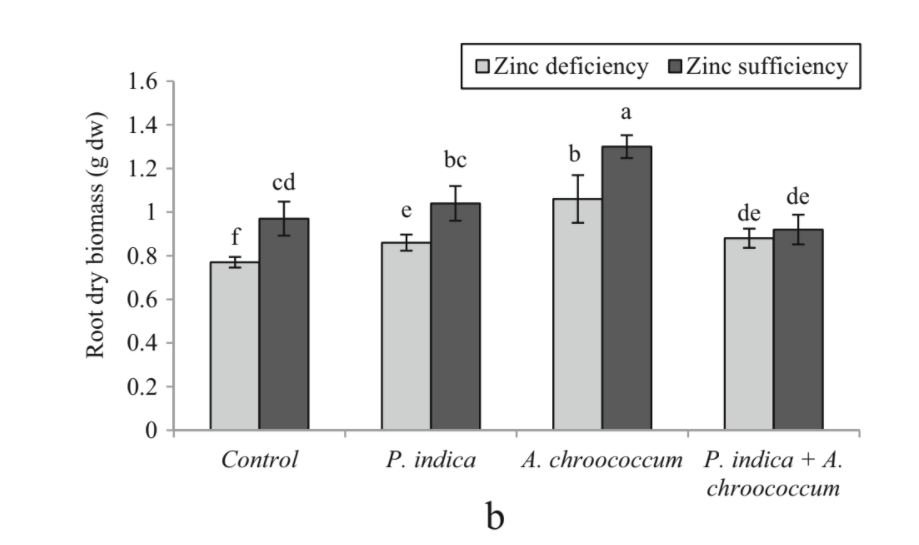 Zinc deficiency Zinc sufficiency
Root dry biomass (g dw)
1.6
1.4
1.2
1
0.8
0.6
0.4
0.2
0
f
cd
e
bc
b
a
de
de
Control P. indica A. chroococcum P. indica + A.
chroococcum
b